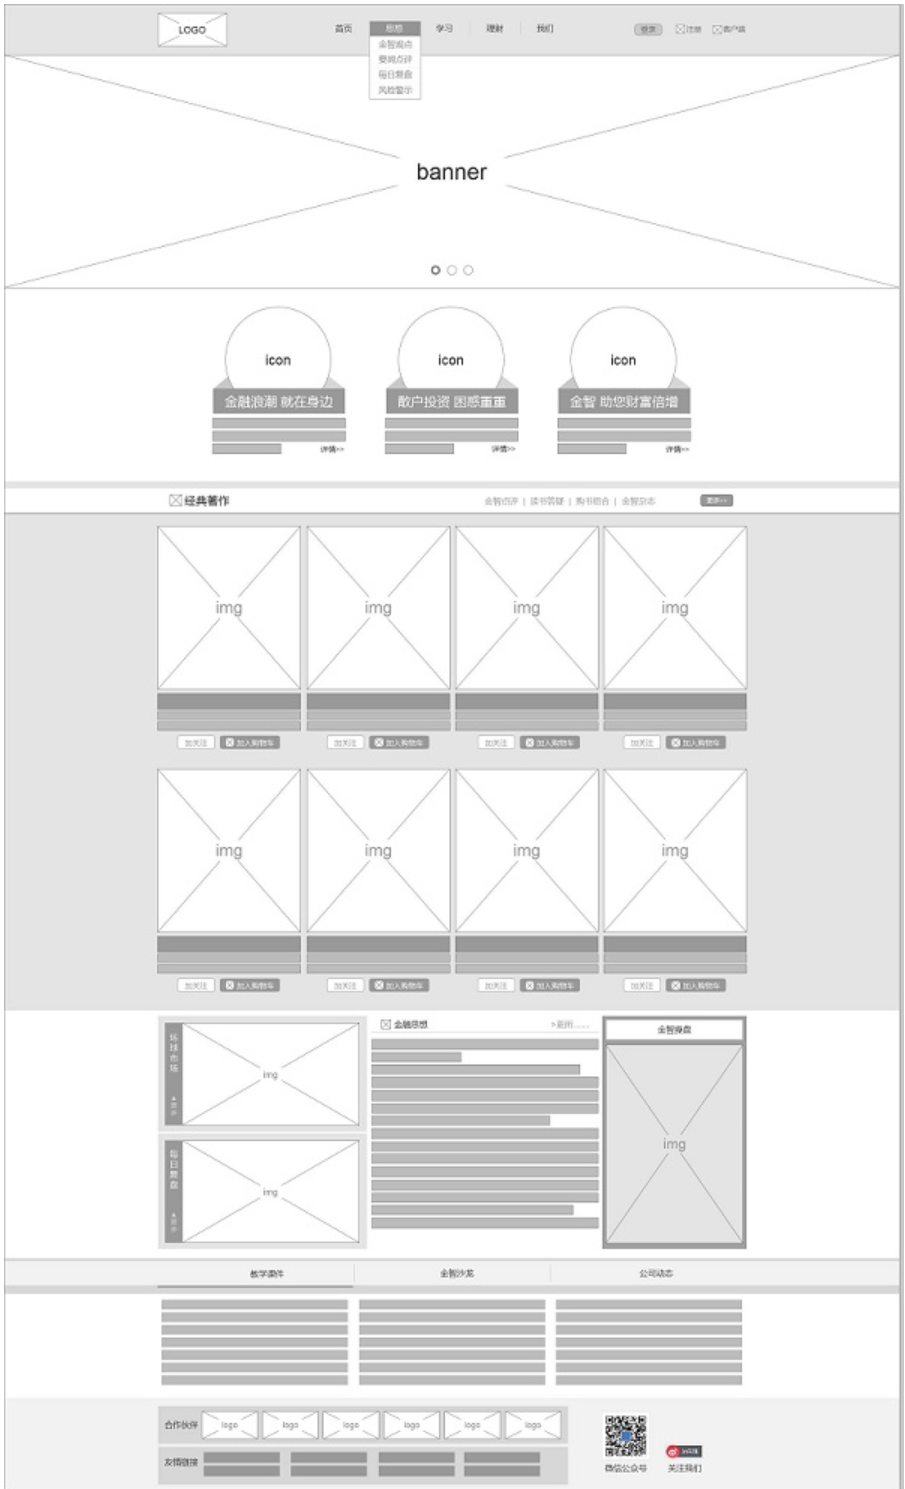 LOGO
首页 思想 学习 理财 我们 登录 注册 客户端
金智观点
要闻点评
每日复盘
风险警示
banner
icon icon icon
金融浪潮 就在身边 散户投资 困惑重重 金智 助您财富倍增
详情>> 详情>> 详情>>
经典著作 金智点评 | 读书答疑 | 购书组合 | 金智杂志 更多>>
img img img img
加关注 加入购物车 加关注 加入购物车 加关注 加入购物车 加关注 加入购物车
img img img img
加关注 加入购物车 加关注 加入购物车 加关注 加入购物车 加关注 加入购物车
环球市场
img
每日复盘
img
金融思想
金智操盘
img
教学课件 金智沙龙 公司动态
合作伙伴 logo logo logo logo logo logo
友情链接
微信公众号 关注我们